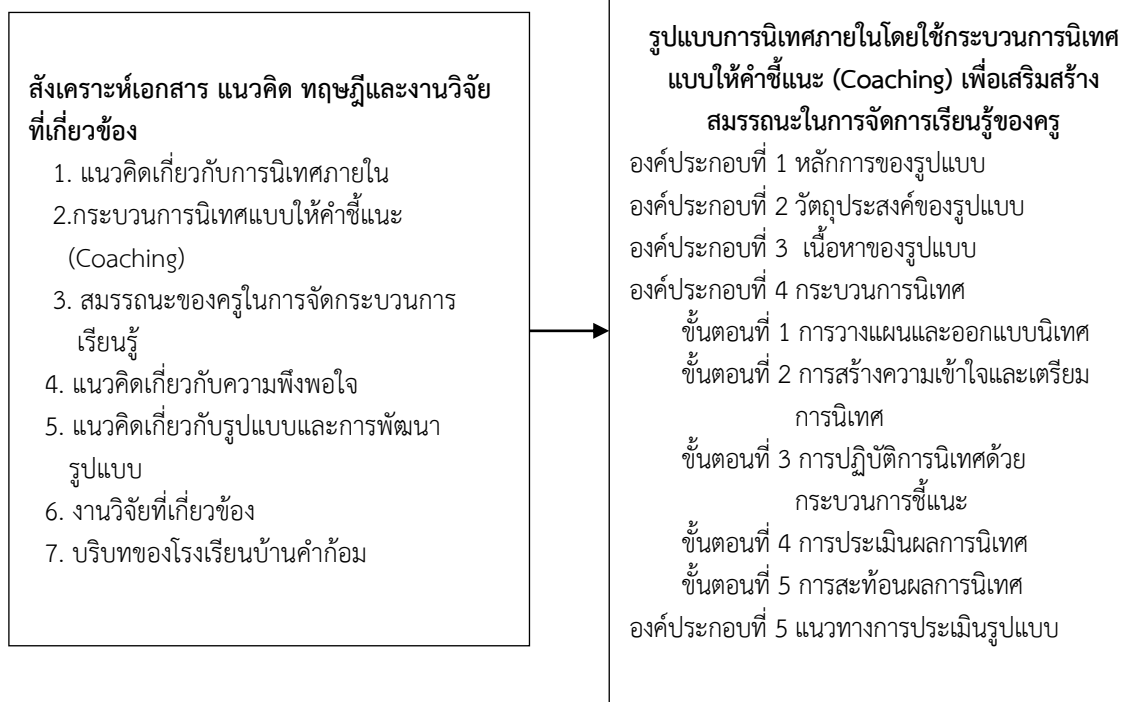 สังเคราะห์เอกสาร แนวคิด ทฤษฎีและงานวิจัย
ที่เกี่ยวข้อง
1. แนวคิดเกี่ยวกับการนิเทศภายใน
2.กระบวนการนิเทศแบบให้คำชี้แนะ
(Coaching)
3. สมรรถนะของครูในการจัดกระบวนการ
เรียนรู้
4. แนวคิดเกี่ยวกับความพึงพอใจ
5. แนวคิดเกี่ยวกับรูปแบบและการพัฒนา
รูปแบบ
6. งานวิจัยที่เกี่ยวข้อง
7. บริบทของโรงเรียนบ้านคำก้อม
รูปแบบการนิเทศภายในโดยใช้กระบวนการนิเทศ
แบบให้คำชี้แนะ (Coaching) เพื่อเสริมสร้าง
สมรรถนะในการจัดการเรียนรู้ของครู
องค์ประกอบที่ 1 หลักการของรูปแบบ
องค์ประกอบที่ 2 วัตถุประสงค์ของรูปแบบ
องค์ประกอบที่ 3 เนื้อหาของรูปแบบ
องค์ประกอบที่ 4 กระบวนการนิเทศ
ขั้นตอนที่ 1 การวางแผนและออกแบบนิเทศ
ขั้นตอนที่ 2 การสร้างความเข้าใจและเตรียม
การนิเทศ
ขั้นตอนที่ 3 การปฏิบัติการนิเทศด้วย
กระบวนการชี้แนะ
ขั้นตอนที่ 4 การประเมินผลการนิเทศ
ขั้นตอนที่ 5 การสะท้อนผลการนิเทศ
องค์ประกอบที่ 5 แนวทางการประเมินรูปแบบ